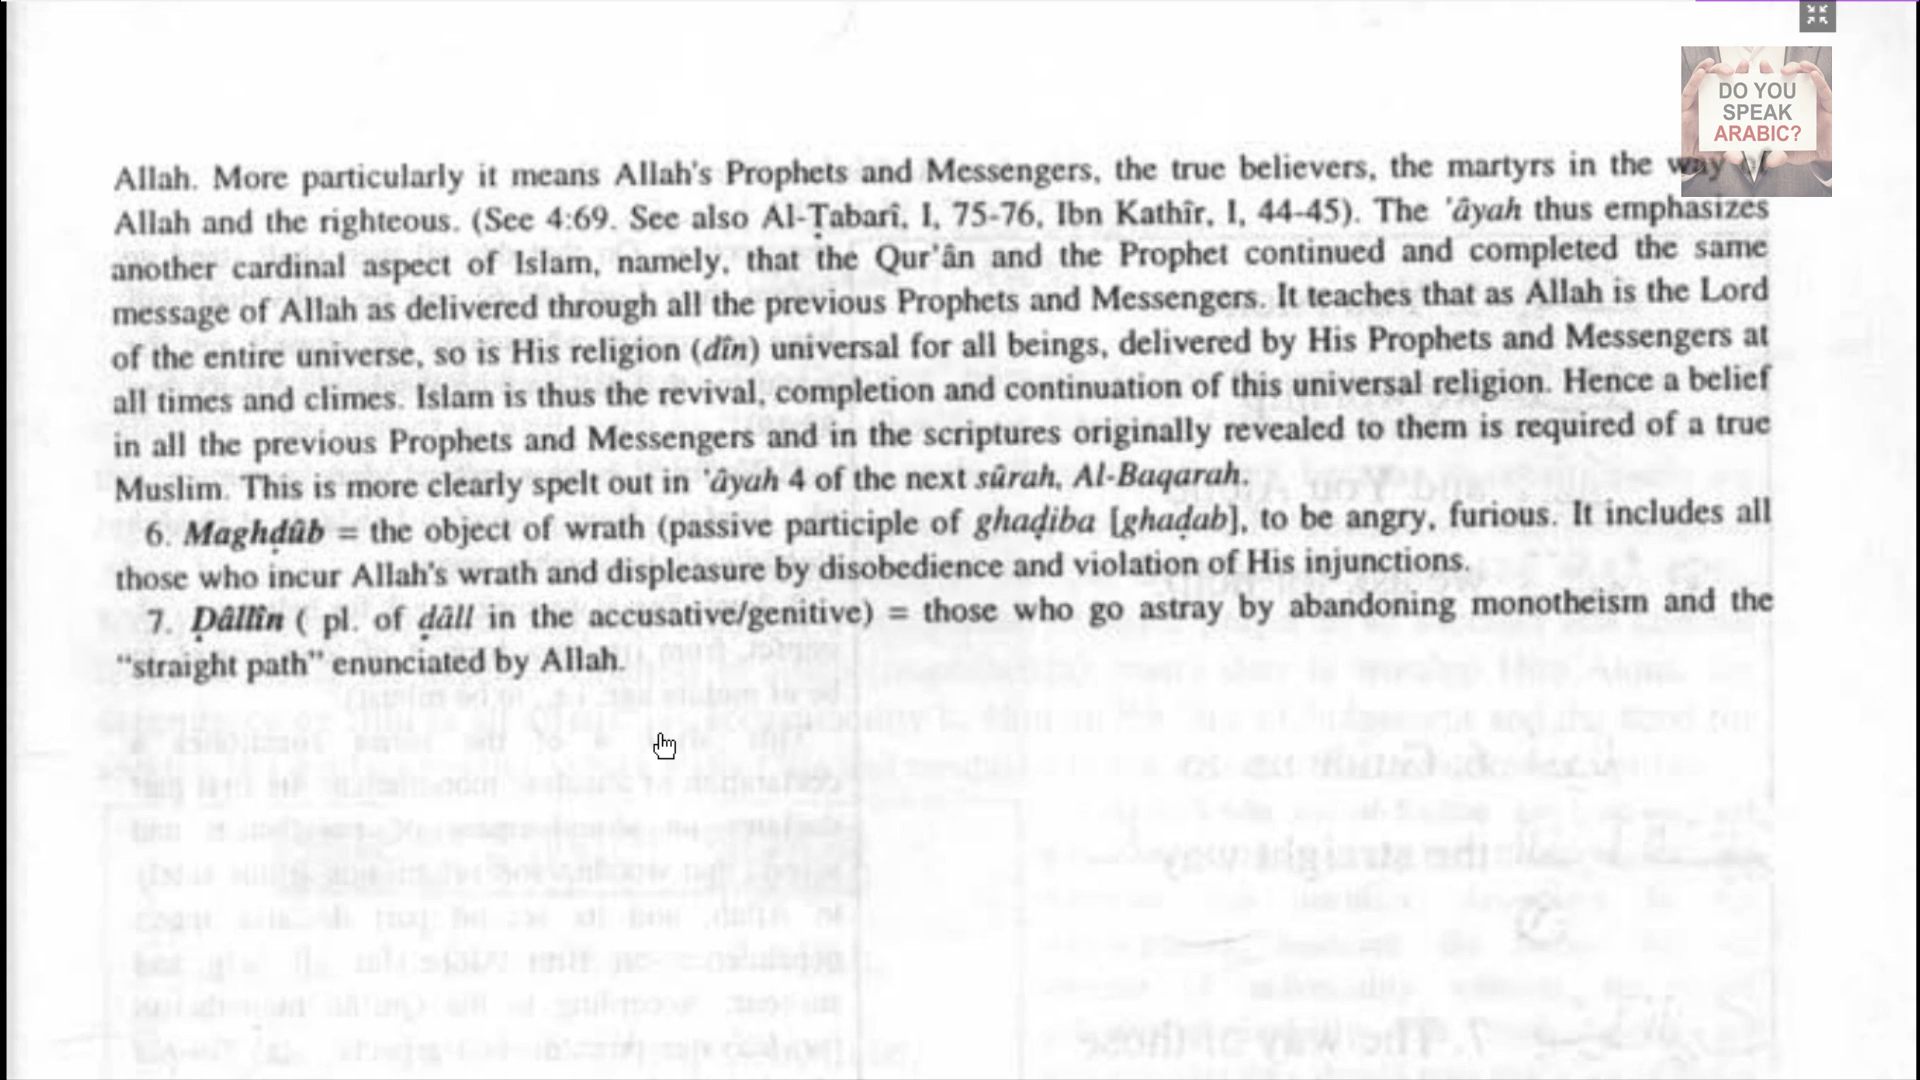 DO YOU
SPEAK
ARABIC?
Allah. More particularly it means Allah's Prophets and Messengers, the true believers, the martyrs in the way
Allah and the righteous. (See 4:69. See also Al-Ṭabarî, I, 75-76, Ibn Kathîr, I, 44-45). The 'âyah thus emphasizes
another cardinal aspect of Islam, namely, that the Qur'ân and the Prophet continued and completed the same
message of Allah as delivered through all the previous Prophets and Messengers. It teaches that as Allah is the Lord
of the entire universe, so is His religion (dîn) universal for all beings, delivered by His Prophets and Messengers at
all times and climes. Islam is thus the revival, completion and continuation of this universal religion. Hence a belief
in all the previous Prophets and Messengers and in the scriptures originally revealed to them is required of a true
Muslim. This is more clearly spelt out in 'âyah 4 of the next sûrah, Al-Baqarah.
6. Maghḍûb = the object of wrath (passive participle of ghaḍiba [ghaḍab], to be angry, furious. It includes all
those who incur Allah's wrath and displeasure by disobedience and violation of His injunctions.
7. Ḍâllîn ( pl. of ḍâll in the accusative/genitive) = those who go astray by abandoning monotheism and the
“straight path” enunciated by Allah.